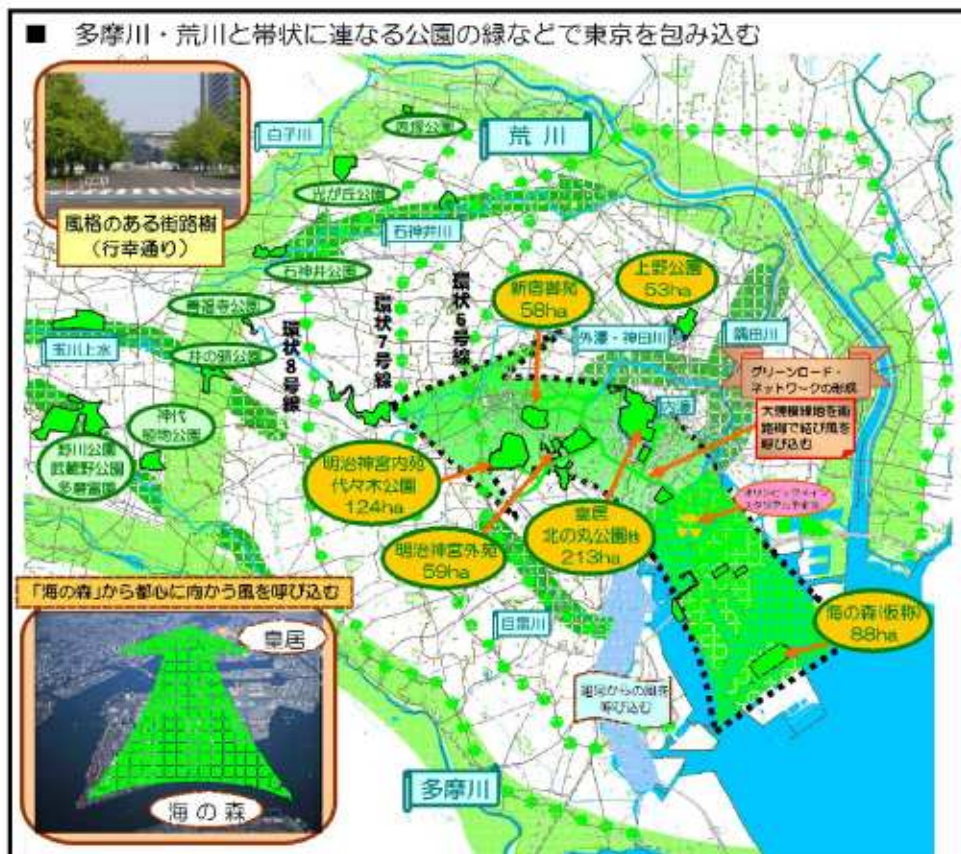 ■ 多摩川・荒川と帯状に連なる公園の緑などで東京を包み込む
風格のある街路樹
(行幸通り)
白子川
荒川
光が丘公園
石神井川
石神井公園
善福寺公園
玉川上水
井の頭公園
神代
植物公園
野川公園
武蔵野公園
多磨霊園
環状8号線
環状7号線
環状6号線
新宿御苑
58ha
上野公園
53ha
外濠・神田川
隅田川
グリーンロード・
ネットワークの形成
大規模緑地を街
路樹で結び風を
呼び込む
内濠
明治神宮内苑
代々木公園
124ha
明治神宮外苑
59ha
皇居
北の丸公園他
213ha
海の森(仮称)
88ha
目黒川
運河からの風を
呼び込む
多摩川
「海の森」から都心に向かう風を呼び込む
皇居
海の森